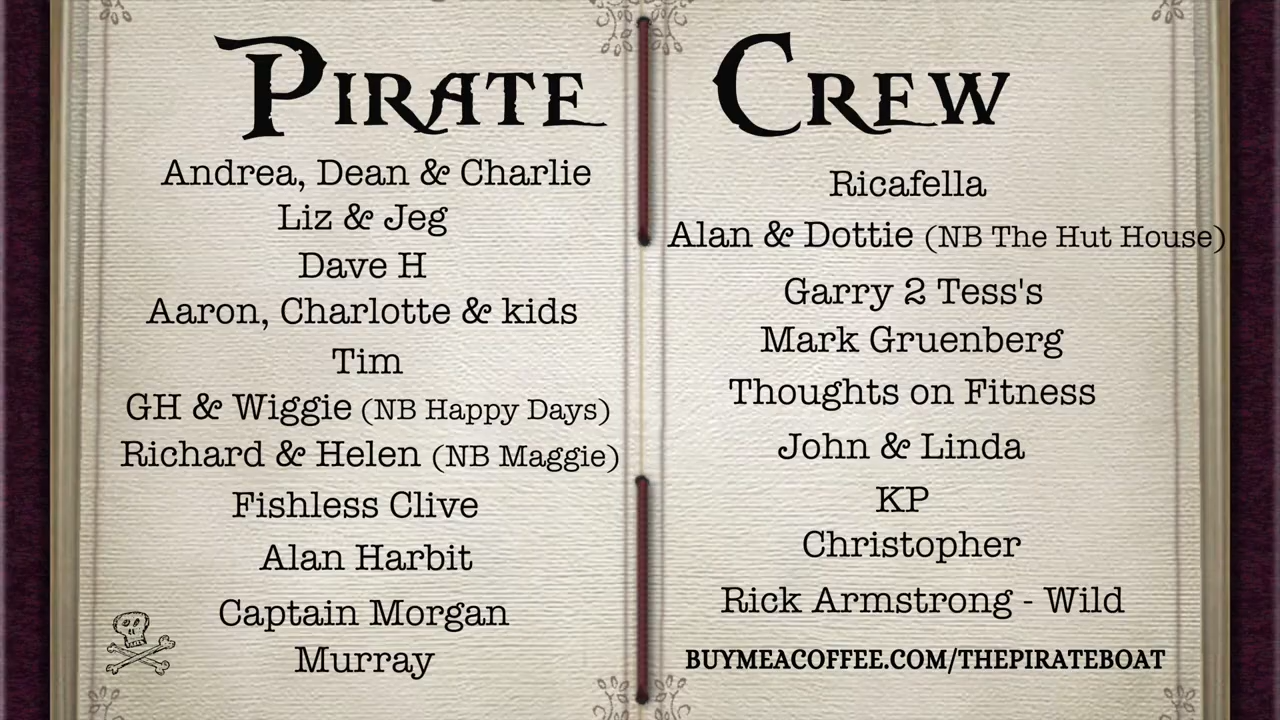 Pirate
Andrea, Dean & Charlie
Liz & Jeg
Dave H
Aaron, Charlotte & kids
Tim
GH & Wiggie (NB Happy Days)
Richard & Helen (NB Maggie)
Fishless Clive
Alan Harbit
Captain Morgan
Murray
Crew
Ricafella
Alan & Dottie (NB The Hut House)
Garry 2 Tess's
Mark Gruenberg
Thoughts on Fitness
John & Linda
KP
Christopher
Rick Armstrong - Wild
BUYMEACOFFEE.COM/THEPIRATEBOAT